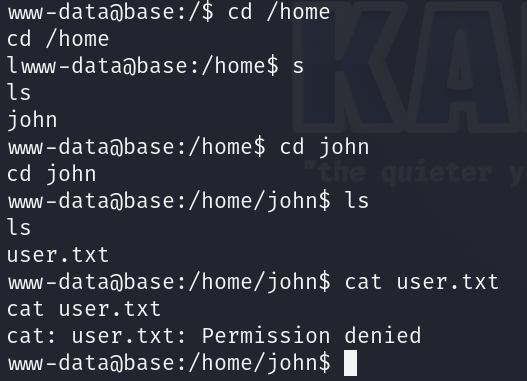 www-data@base:/$ cd /home
cd /home
lwww-data@base:/home$ s
ls
john
www-data@base:/home$ cd john
cd john
www-data@base:/home/john$ ls
ls
user.txt
www-data@base:/home/john$ cat user.txt
cat user.txt
cat: user.txt: Permission denied
www-data@base:/home/john$
KA
"the quieter y